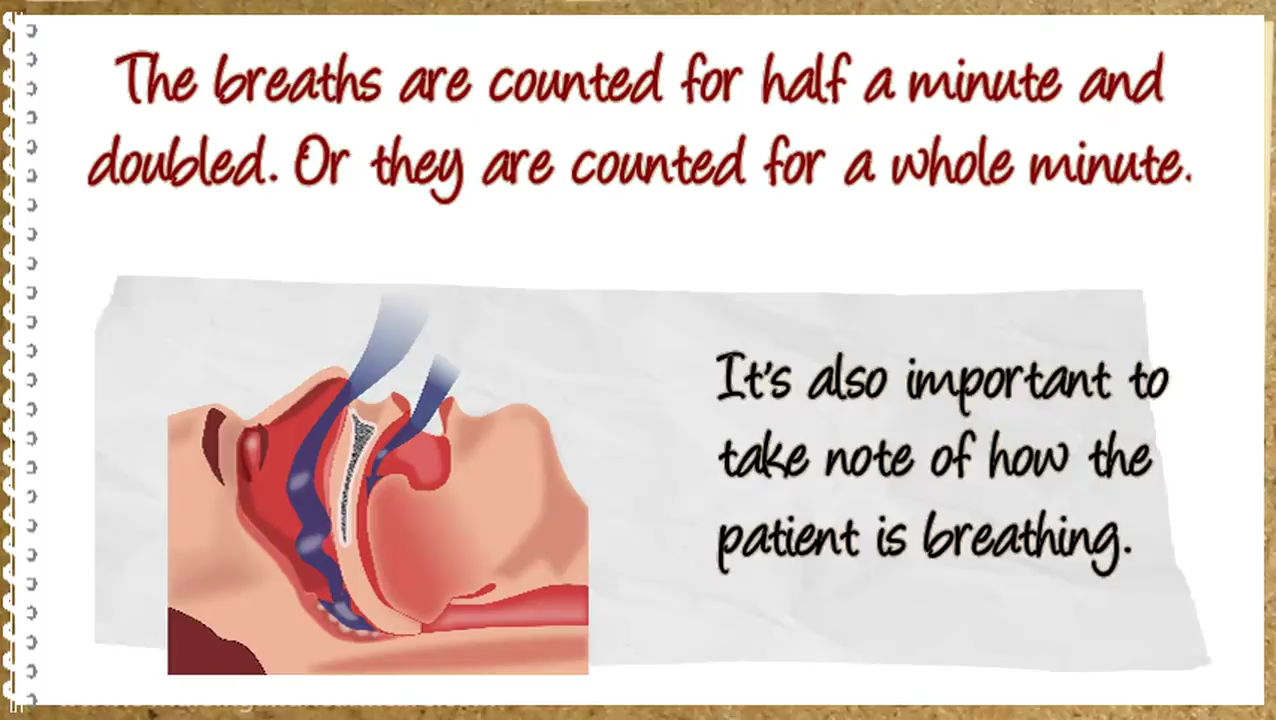 The breaths are counted for half a minute and
doubled. Or they are counted for a whole minute.
It's also important to
take note of how the
patient is breathing.